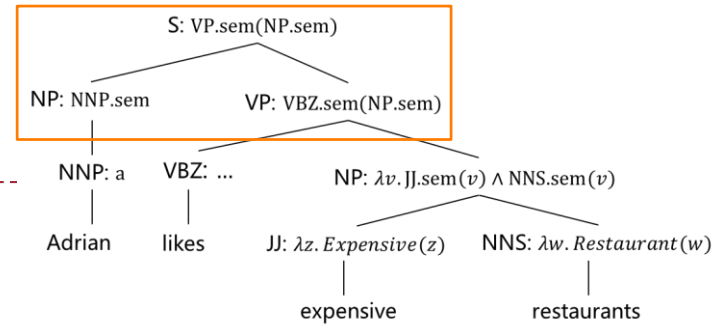 S: VP.sem(NP.sem)
NP: NNP.sem VP: VBZ.sem(NP.sem)
NNP: a VBZ: ... NP: λv.JJ.sem(v) ∧ NNS.sem(v)
Adrian likes JJ: λz.Expensive(z) NNS: λw.Restaurant(w)
expensive restaurants